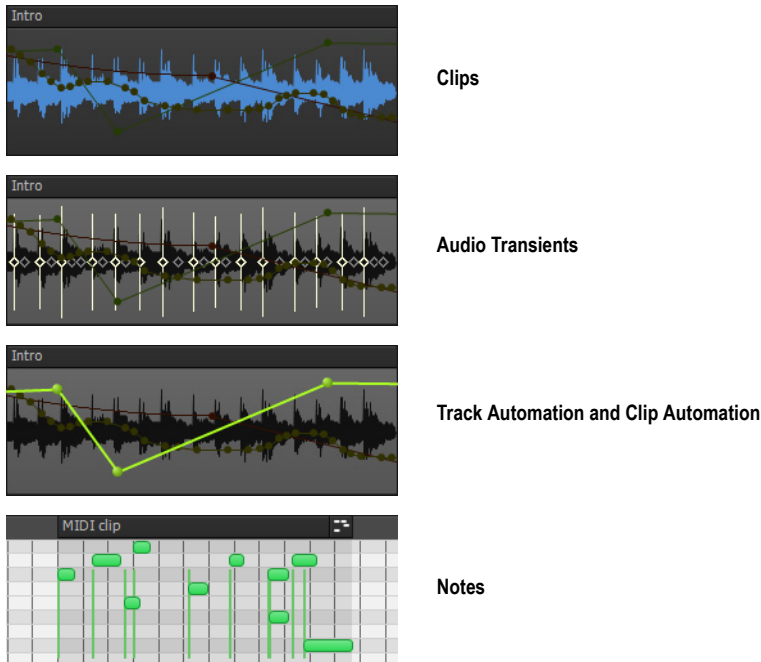 Intro
Clips
Intro
Audio Transients
Intro
Track Automation and Clip Automation
MIDI clip
Notes